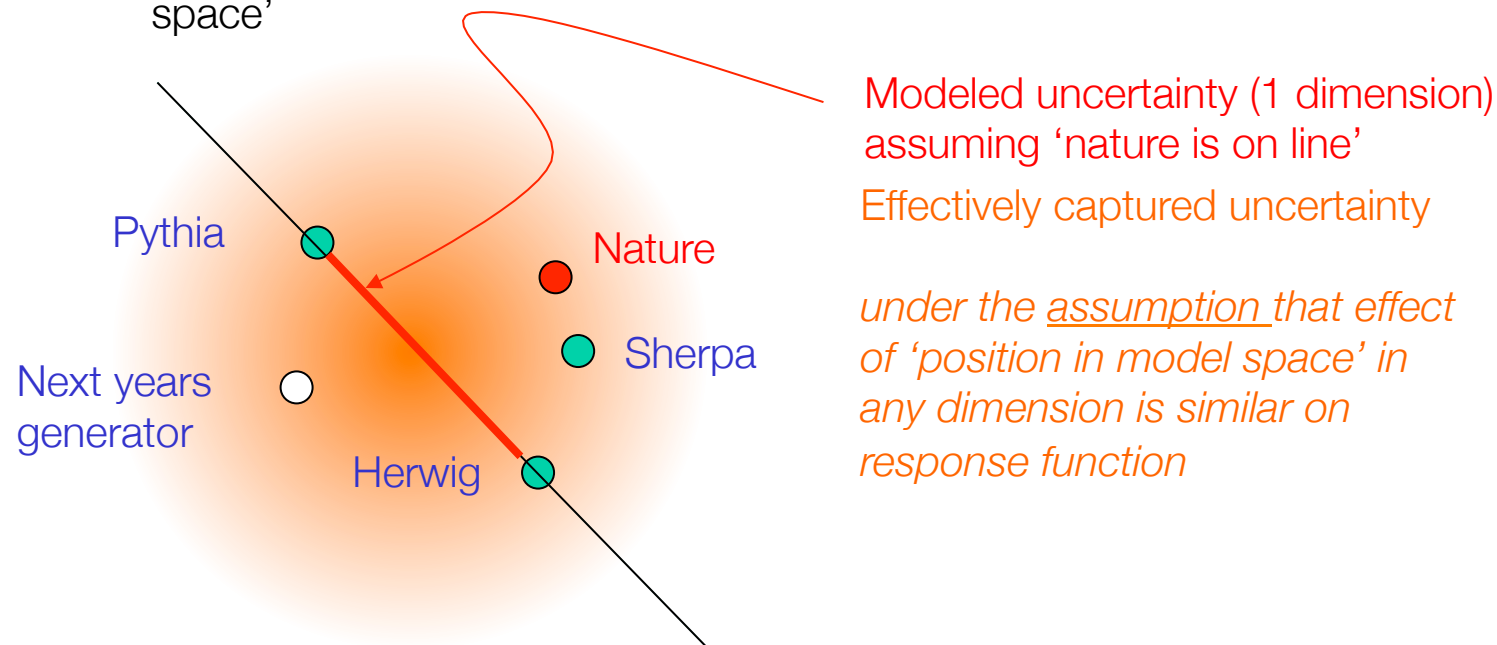 space’
Modeled uncertainty (1 dimension)
assuming ‘nature is on line’
Effectively captured uncertainty
Pythia
Nature
under the assumption that effect
of ‘position in model space’ in
any dimension is similar on
response function
Sherpa
Next years
generator
Herwig